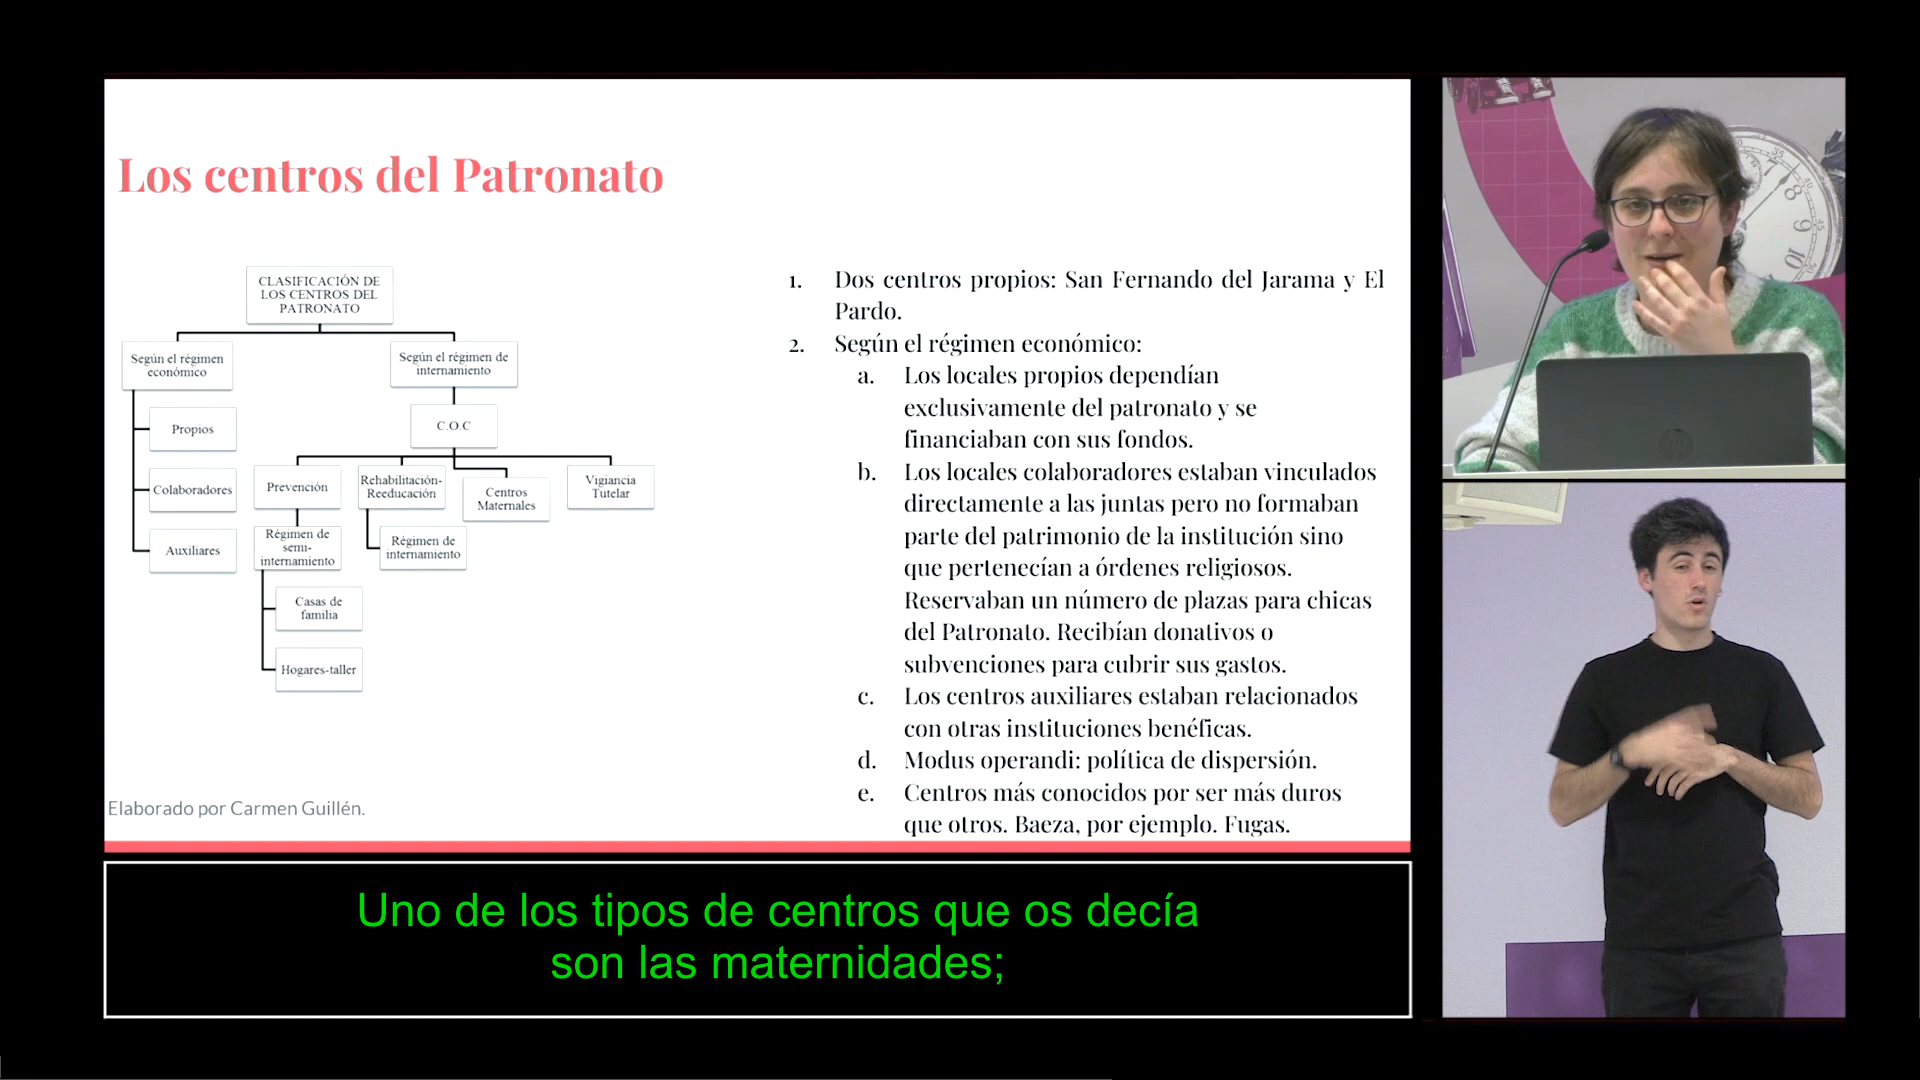 Los centros del Patronato
CLASIFICACIÓN DE
LOS CENTROS DEL
PATRONATO
Según el régimen
económico
Según el régimen de
internamiento
Propios
Colaboradores
Auxiliares
C.O.C
Prevención
Rehabilitación-
Reeducación
Centros
Maternales
Vigiancia
Tutelar
Régimen de
semi-
internamiento
Régimen de
internamiento
Casas de
familia
Hogares-taller
Elaborado por Carmen Guillén.
1. Dos centros propios: San Fernando del Jarama y El
Pardo.
2. Según el régimen económico:
a. Los locales propios dependían
exclusivamente del patronato y se
financiaban con sus fondos.
b. Los locales colaboradores estaban vinculados
directamente a las juntas pero no formaban
parte del patrimonio de la institución sino
que pertenecían a órdenes religiosos.
Reservaban un número de plazas para chicas
del Patronato. Recibían donativos o
subvenciones para cubrir sus gastos.
c. Los centros auxiliares estaban relacionados
con otras instituciones benéficas.
d. Modus operandi: política de dispersión.
e. Centros más conocidos por ser más duros
que otros. Baeza, por ejemplo. Fugas.
Uno de los tipos de centros que os decía
son las maternidades;